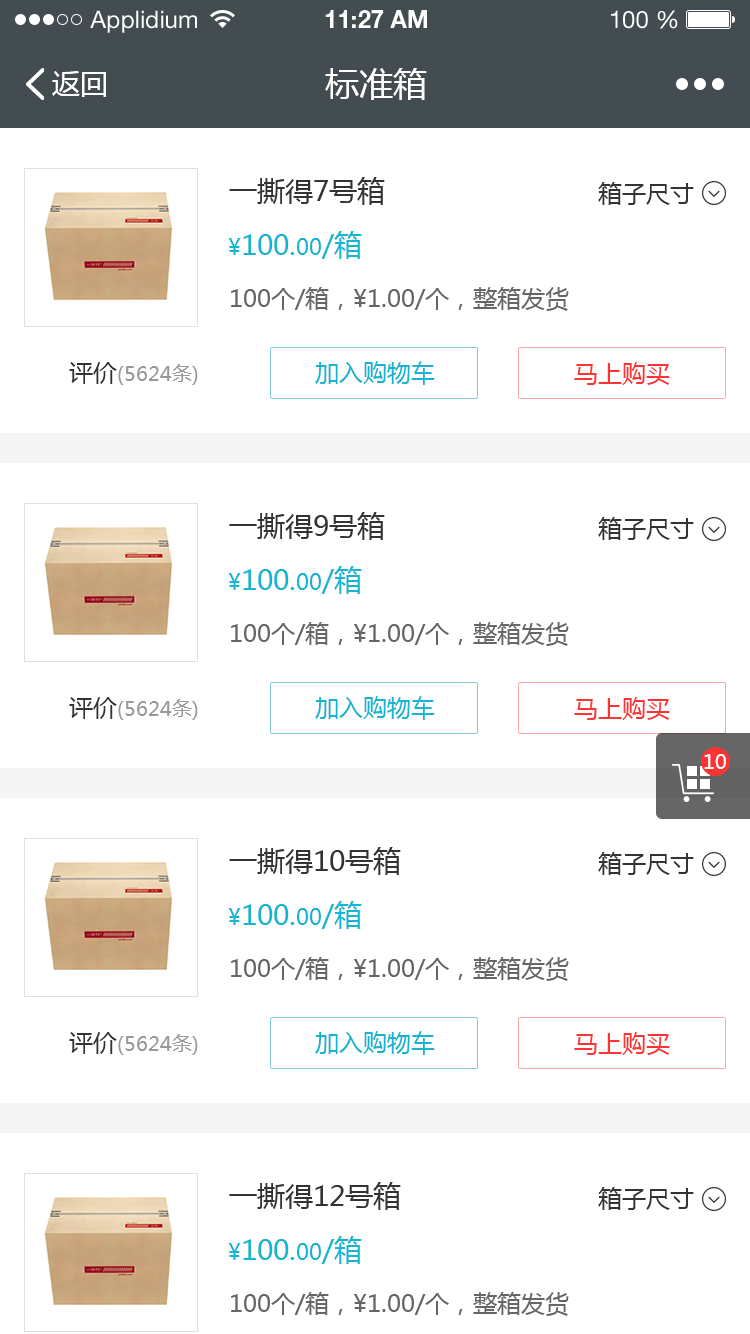 Applidium 11:27 AM 100 %
返回 标准箱
一撕得7号箱 箱子尺寸
¥100.00/箱
100个/箱，¥1.00/个，整箱发货
评价(5624条) 加入购物车 马上购买
一撕得9号箱 箱子尺寸
¥100.00/箱
100个/箱，¥1.00/个，整箱发货
评价(5624条) 加入购物车 马上购买
10
一撕得10号箱 箱子尺寸
¥100.00/箱
100个/箱，¥1.00/个，整箱发货
评价(5624条) 加入购物车 马上购买
一撕得12号箱 箱子尺寸
¥100.00/箱
100个/箱，¥1.00/个，整箱发货